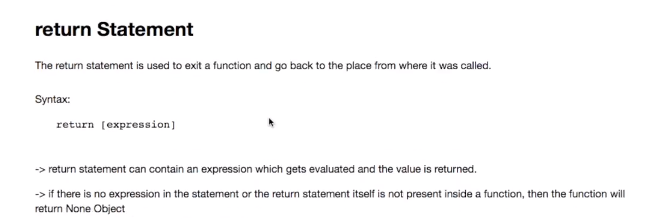 return Statement
The return statement is used to exit a function and go back to the place from where it was called.
Syntax:
return [expression]
-> return statement can contain an expression which gets evaluated and the value is returned.
-> if there is no expression in the statement or the return statement itself is not present inside a function, then the function will
return None Object